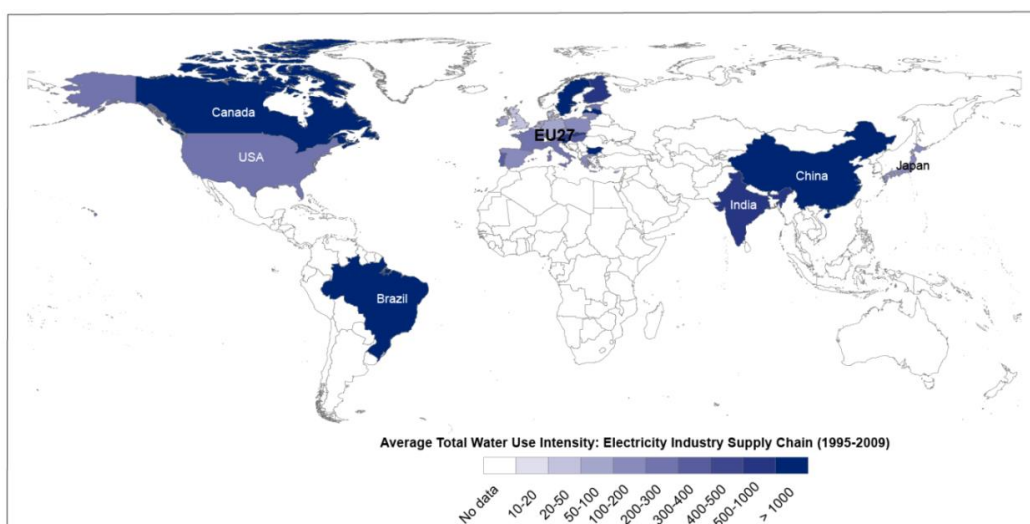 Canada
USA
EU27
Japan
China
India
Brazil
Average Total Water Use Intensity: Electricity Industry Supply Chain (1995-2009)
No data
10-20
20-50
50-100
100-200
200-300
300-400
400-500
500-1000
> 1000